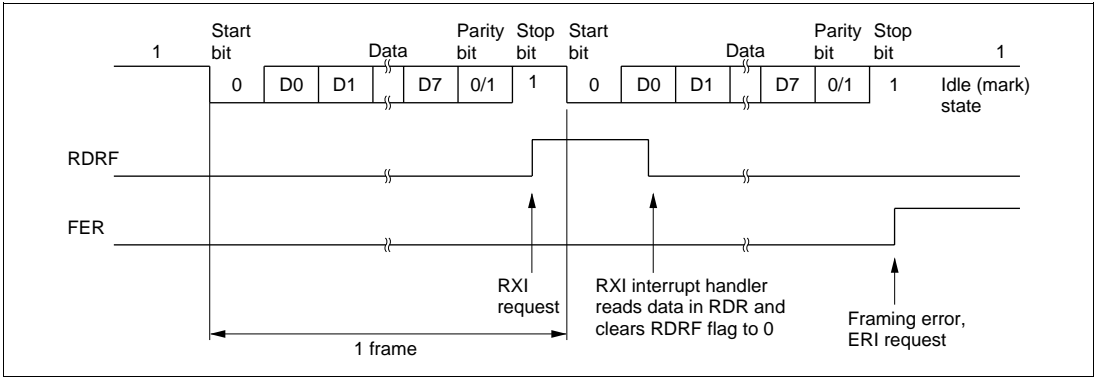 1 Start bit Data Parity bit Stop bit Start bit Data Parity bit Stop bit 1
0 D0 D1 D7 0/1 1 0 D0 D1 D7 0/1 1 Idle (mark) state
RDRF
FER
RXI request
RXI interrupt handler
reads data in RDR and
clears RDRF flag to 0
Framing error,
ERI request
1 frame